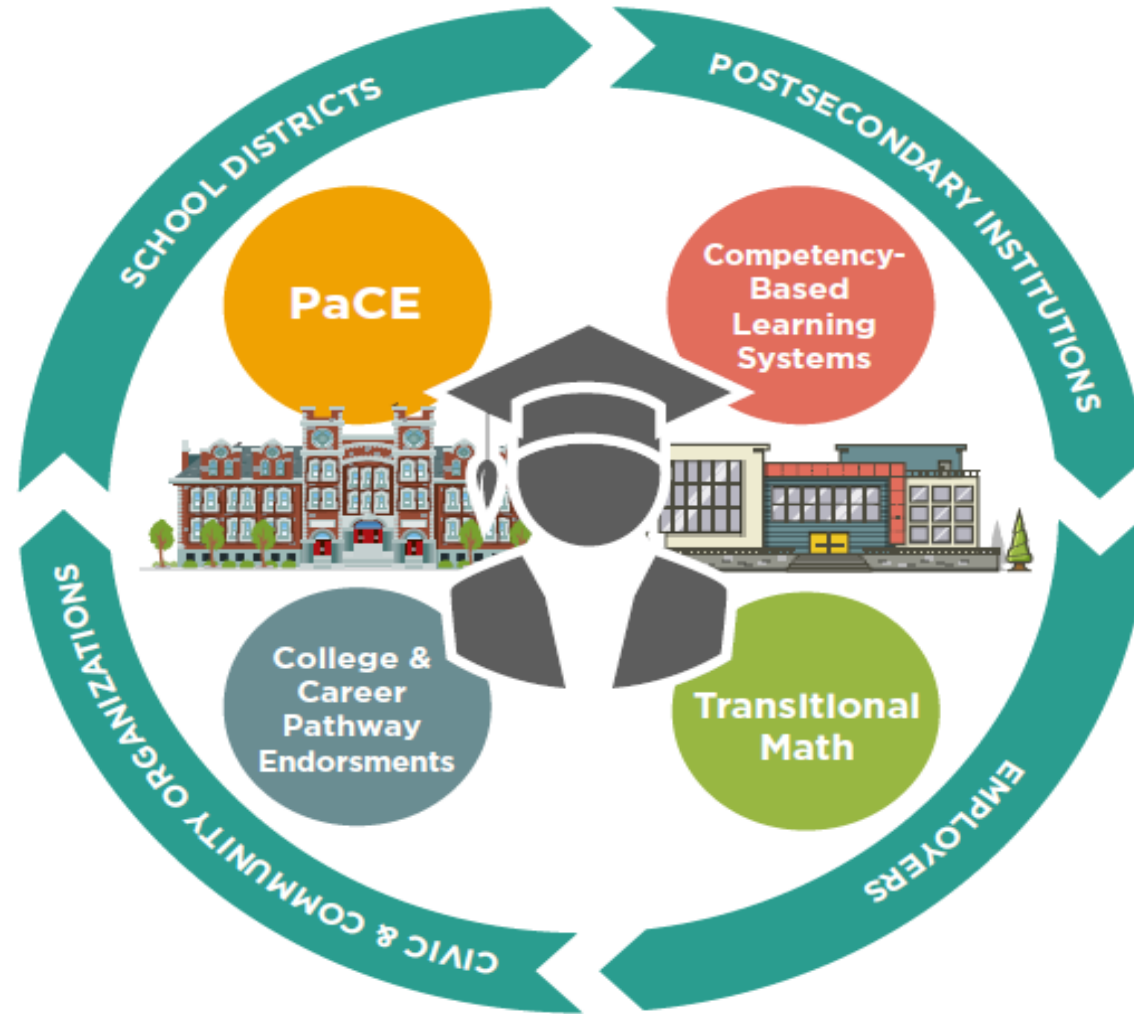 SCHOOL DISTRICTS
POSTSECONDARY INSTITUTIONS
PaCE
Competency-
Based
Learning
Systems
College &
Career
Pathway
Endorsments
Transitional
Math
CIVIC & COMMUNITY ORGANIZATIONS
EMPLOYERS